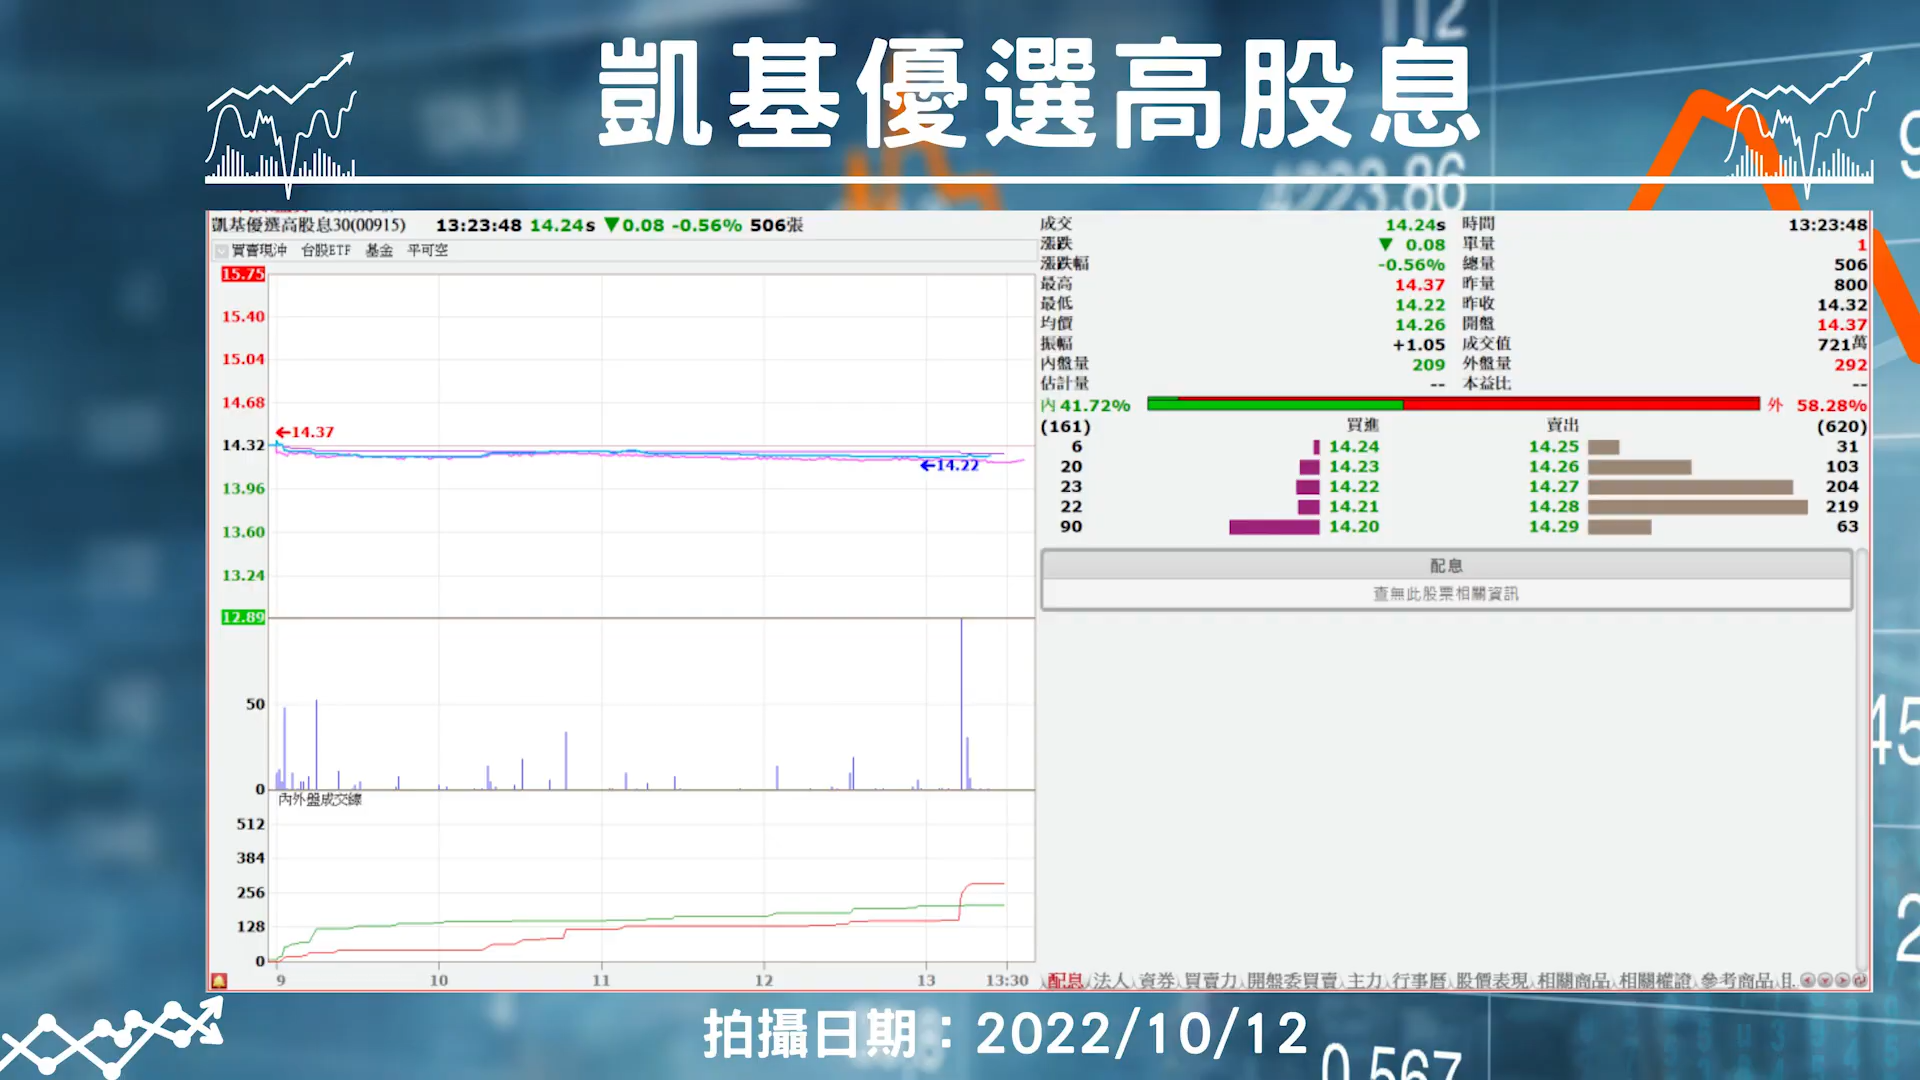 凱基優選高股息
凱基優選高股息30(00915) 13:23:48 14.24s ▼0.08 -0.56% 506張
買賣現沖 台股ETF 基金 平可空
15.75
15.40
15.04
14.68
14.32
13.96
13.60
13.24
12.89
←14.37
←14.22
50
0
內外盤成交線
512
384
256
128
0
9 10 11 12 13 13:30
成交 14.24s 時間 13:23:48
漲跌 ▼ 0.08 單量 1
漲跌幅 -0.56% 總量 506
最高 14.37 昨量 800
最低 14.22 昨收 14.32
均價 14.26 開盤 14.37
振幅 +1.05 成交值 721萬
內盤量 209 外盤量 292
估計量 -- 本益比 --
內 41.72% 外 58.28%
(161) 買進 賣出 (620)
6 14.24 14.25 31
20 14.23 14.26 103
23 14.22 14.27 204
22 14.21 14.28 219
90 14.20 14.29 63
配息
查無此股票相關資訊
配息 法人 資券 買賣力 開盤委買賣 主力 行事曆 股價表現 相關商品 相關權證 參考商品
拍攝日期：2022/10/12
112
4223.86
45
0.567